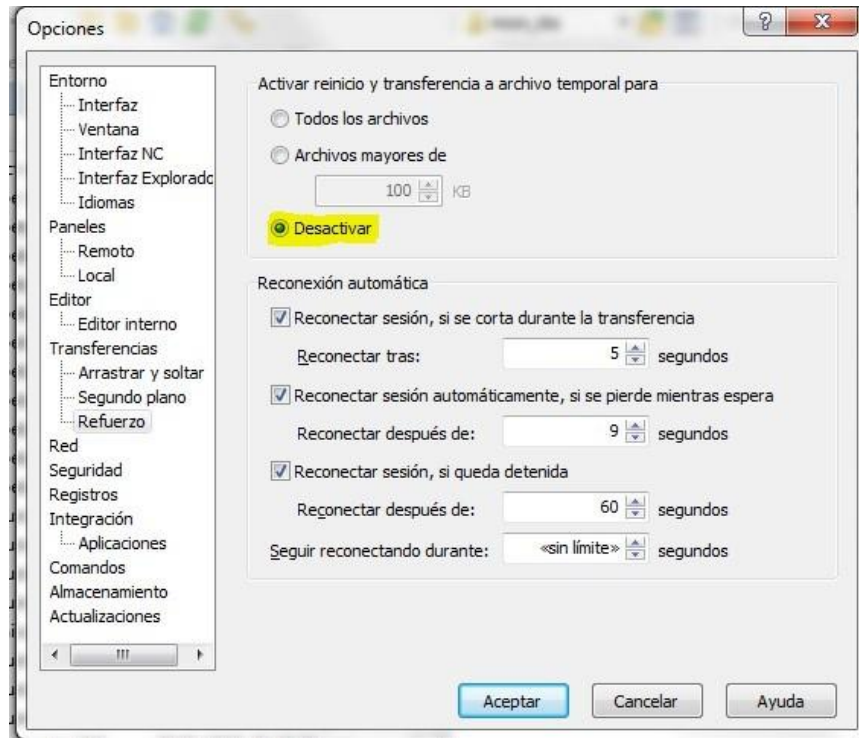 Opciones
Entorno
Interfaz
Ventana
Interfaz NC
Interfaz Explorado
Idiomas
Paneles
Remoto
Local
Editor
Editor interno
Transferencias
Arrastrar y soltar
Segundo plano
Refuerzo
Red
Seguridad
Registros
Integración
Aplicaciones
Comandos
Almacenamiento
Actualizaciones
Activar reinicio y transferencia a archivo temporal para
Todos los archivos
Archivos mayores de
100 KB
Desactivar
Reconexión automática
Reconectar sesión, si se corta durante la transferencia
Reconectar tras: 5 segundos
Reconectar sesión automáticamente, si se pierde mientras espera
Reconectar después de: 9 segundos
Reconectar sesión, si queda detenida
Reconectar después de: 60 segundos
Seguir reconectando durante: «sin límite» segundos
Aceptar Cancelar Ayuda